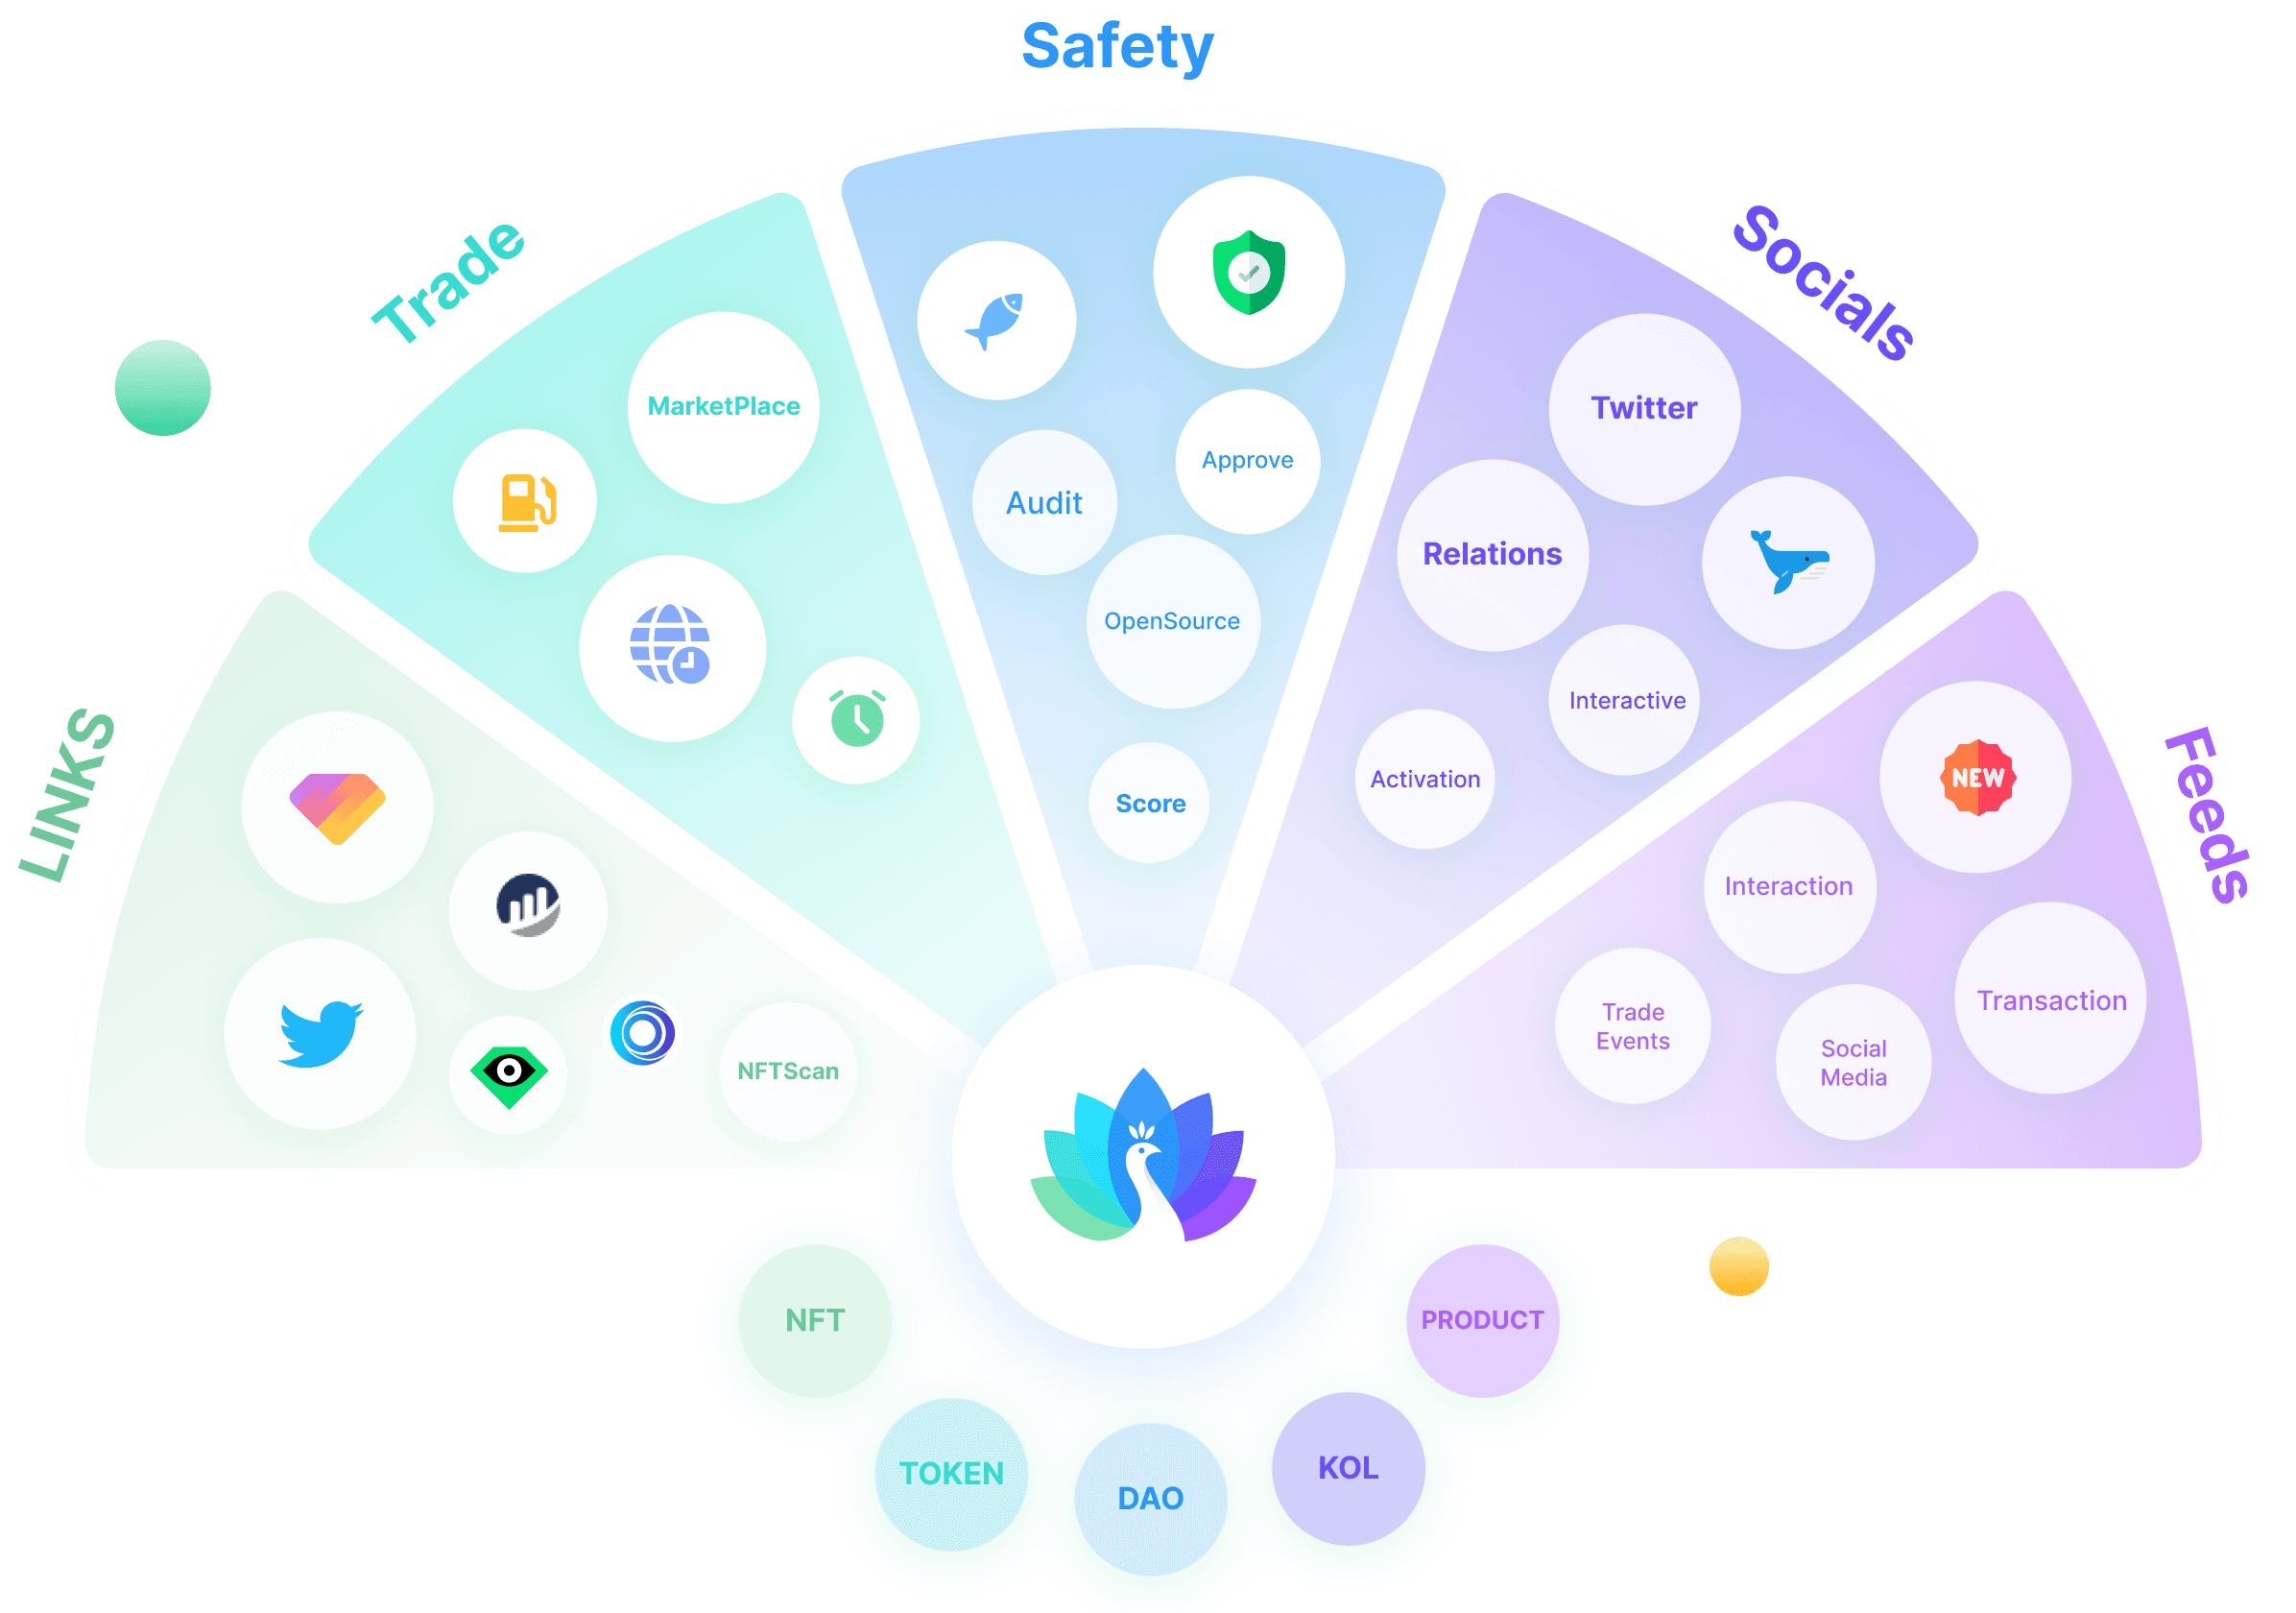 Safety
Trade
Socials
LINKS
Feeds
MarketPlace
Audit
Approve
OpenSource
Score
Twitter
Relations
Interactive
Activation
NEW
Interaction
Transaction
Trade
Events
Social
Media
NFTScan
NFT
TOKEN
DAO
KOL
PRODUCT